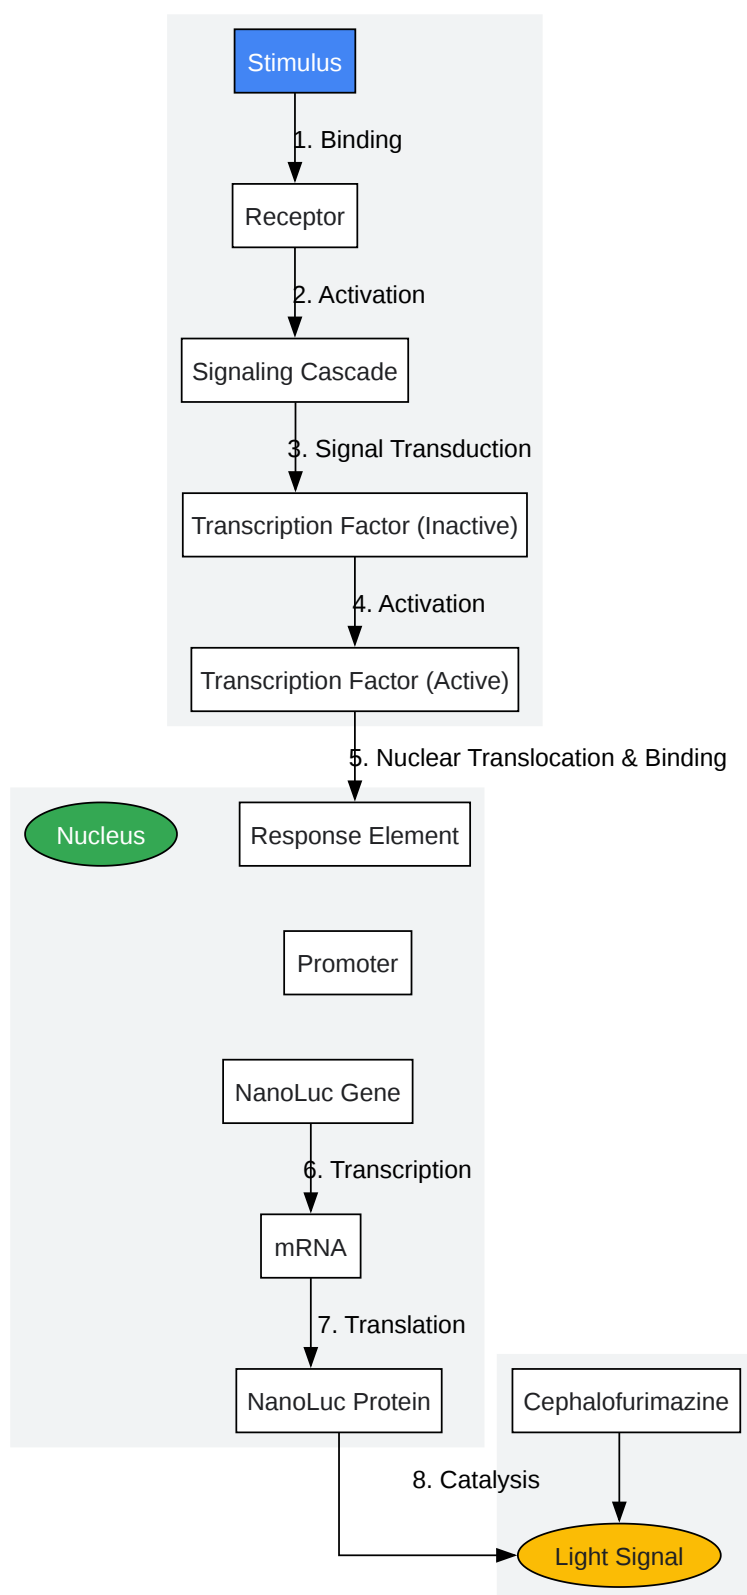 Stimulus
1. Binding
Receptor
2. Activation
Signaling Cascade
3. Signal Transduction
Transcription Factor (Inactive)
4. Activation
Transcription Factor (Active)
5. Nuclear Translocation & Binding
Nucleus
Response Element
Promoter
NanoLuc Gene
6. Transcription
mRNA
7. Translation
NanoLuc Protein
Cephalofurimazine
8. Catalysis
Light Signal